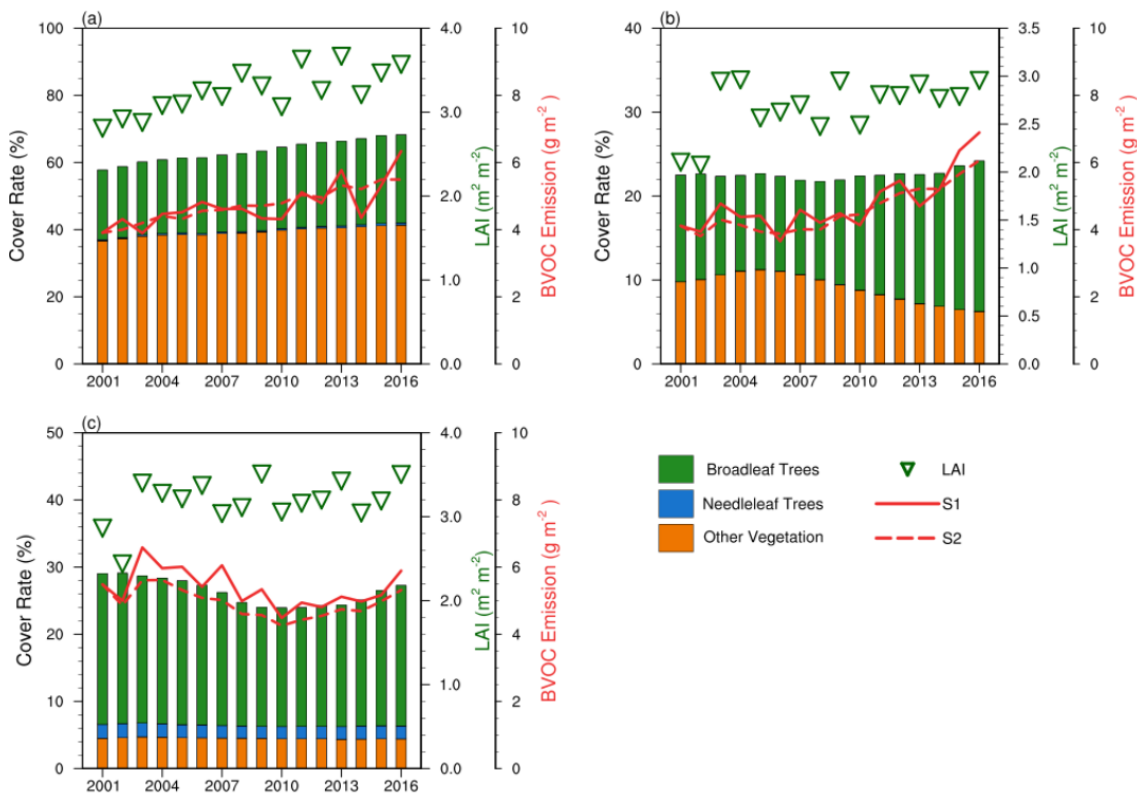 (a)
100
80
60
40
20
0
Cover Rate (%)
2001 2004 2007 2010 2013 2016
4.0
3.0
2.0
1.0
0.0
LAI (m² m⁻²)
10
8
6
4
2
0
BVOC Emission (g m⁻²)
(b)
40
30
20
10
0
Cover Rate (%)
2001 2004 2007 2010 2013 2016
3.5
3.0
2.5
2.0
1.5
1.0
0.5
0.0
LAI (m² m⁻²)
10
8
6
4
2
0
BVOC Emission (g m⁻²)
(c)
50
40
30
20
10
0
Cover Rate (%)
2001 2004 2007 2010 2013 2016
4.0
3.0
2.0
1.0
0.0
LAI (m² m⁻²)
10
8
6
4
2
0
BVOC Emission (g m⁻²)
Broadleaf Trees
Needleleaf Trees
Other Vegetation
LAI
S1
S2